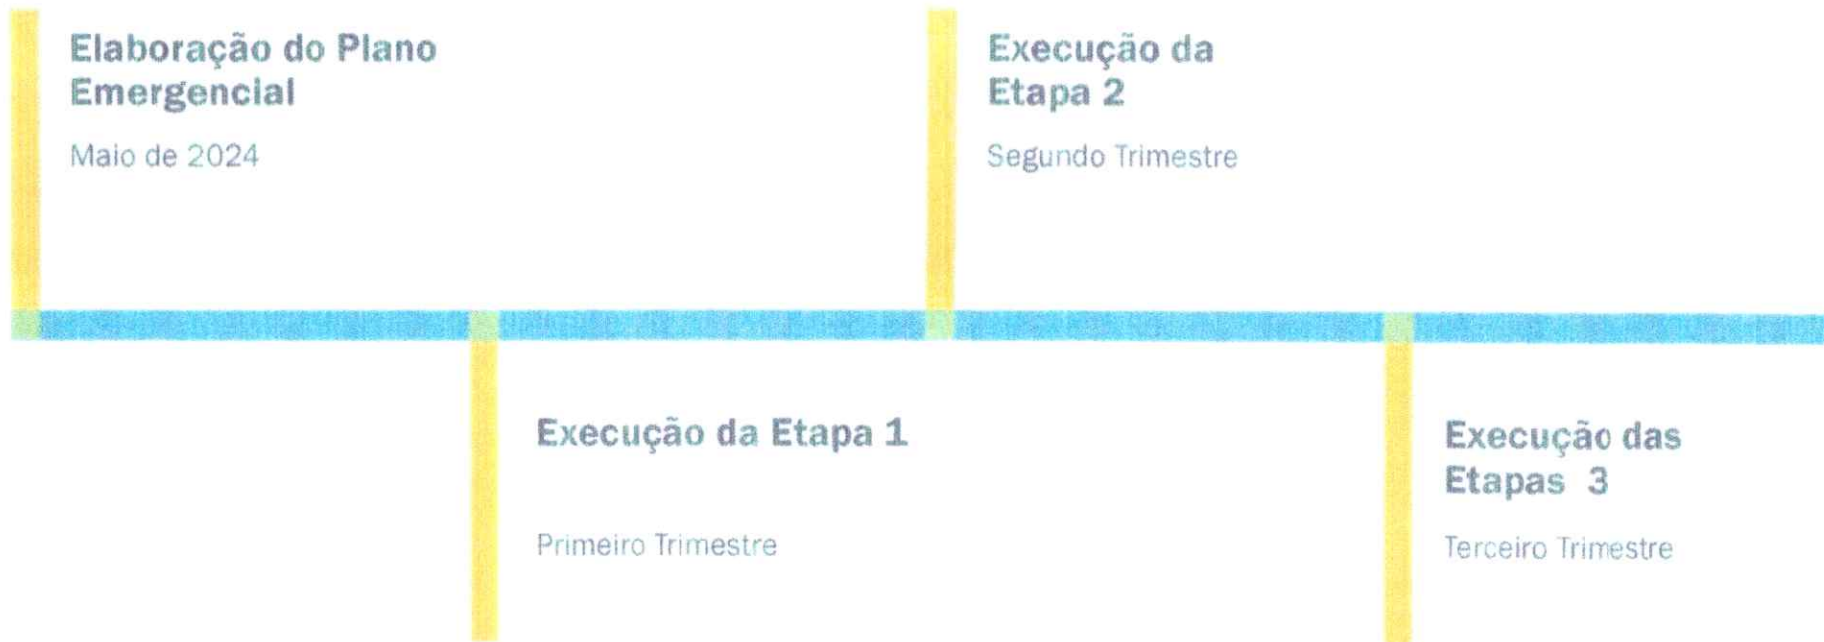 Elaboração do Plano
Emergencial
Maio de 2024
Execução da Etapa 1
Primeiro Trimestre
Execução da
Etapa 2
Segundo Trimestre
Execução das
Etapas 3
Terceiro Trimestre